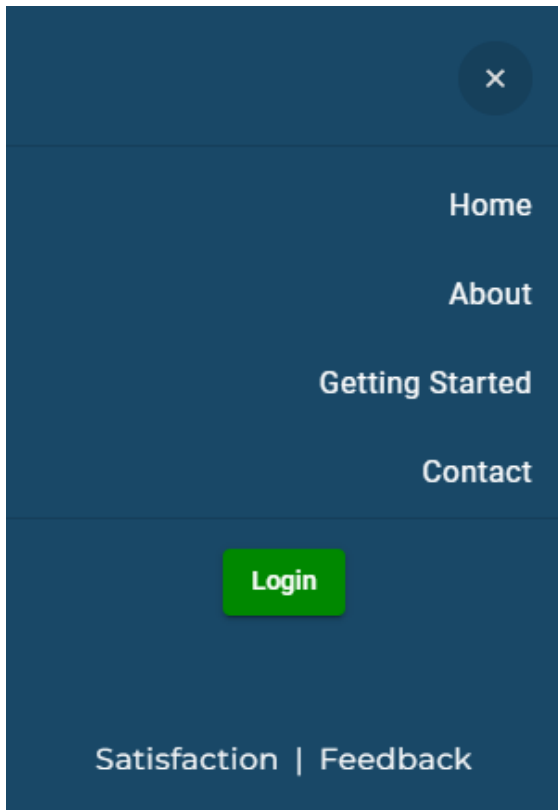 ×
Home
About
Getting Started
Contact
Login
Satisfaction | Feedback